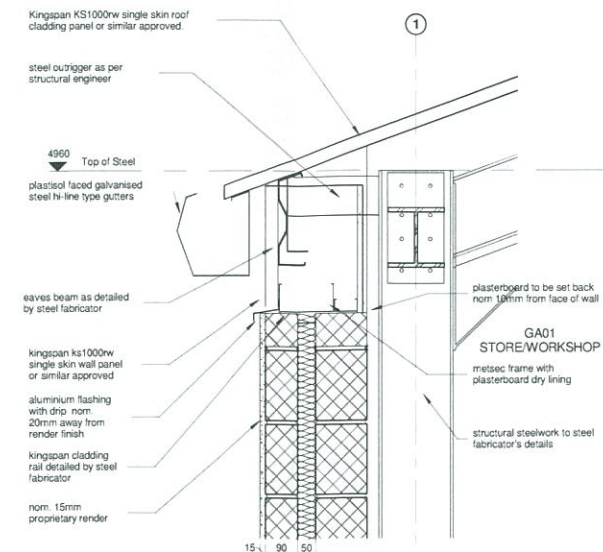 Kingspan KS1000rw single skin roof
cladding panel or similar approved.
1
steel outrigger as per
structural engineer
4960
Top of Steel
plastisol faced galvanised
steel hi-line type gutters
eaves beam as detailed
by steel fabricator
plasterboard to be set back
nom 10mm from face of wall
GA01
STORE/WORKSHOP
kingspan ks1000rw
single skin wall panel
or similar approved
metsec frame with
plasterboard dry lining
aluminium flashing
with drip nom.
20mm away from
render finish
structural steelwork to steel
fabricator's details
kingspan cladding
rail detailed by steel
fabricator
nom. 15mm
proprietary render
15 90 50